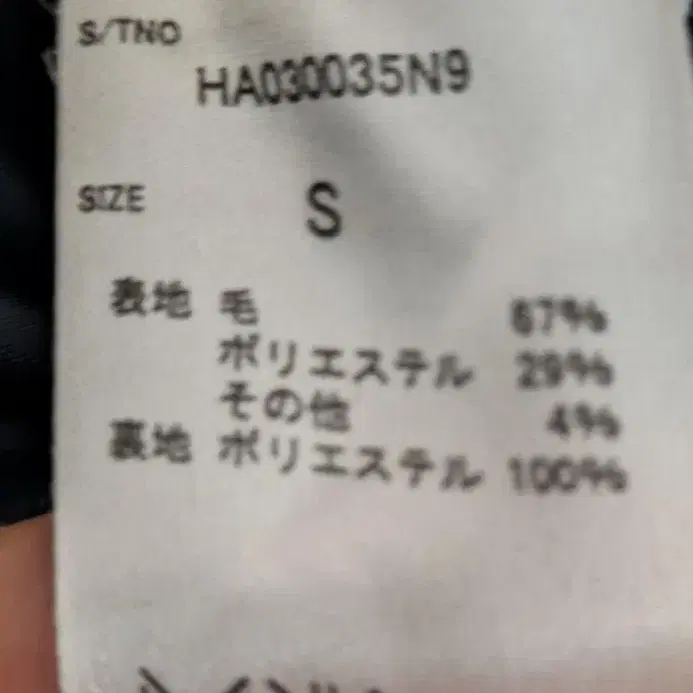 S/TNO
HA030035N9
SIZE S
表地 毛 67%
ポリエステル 29%
その他 4%
裏地 ポリエステル 100%